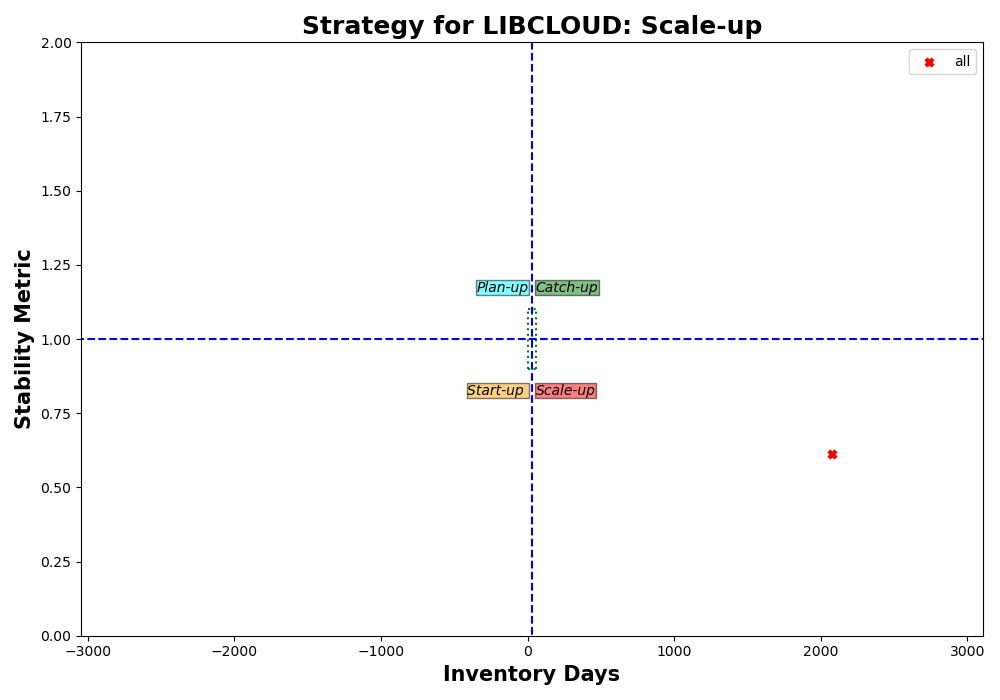 Strategy for LIBCLOUD: Scale-up
all
2.00
1.75
1.50
1.25
1.00
0.75
0.50
0.25
0.00
Stability Metric
Plan-up
Catch-up
Start-up
Scale-up
−3000
−2000
−1000
0
1000
2000
3000
Inventory Days